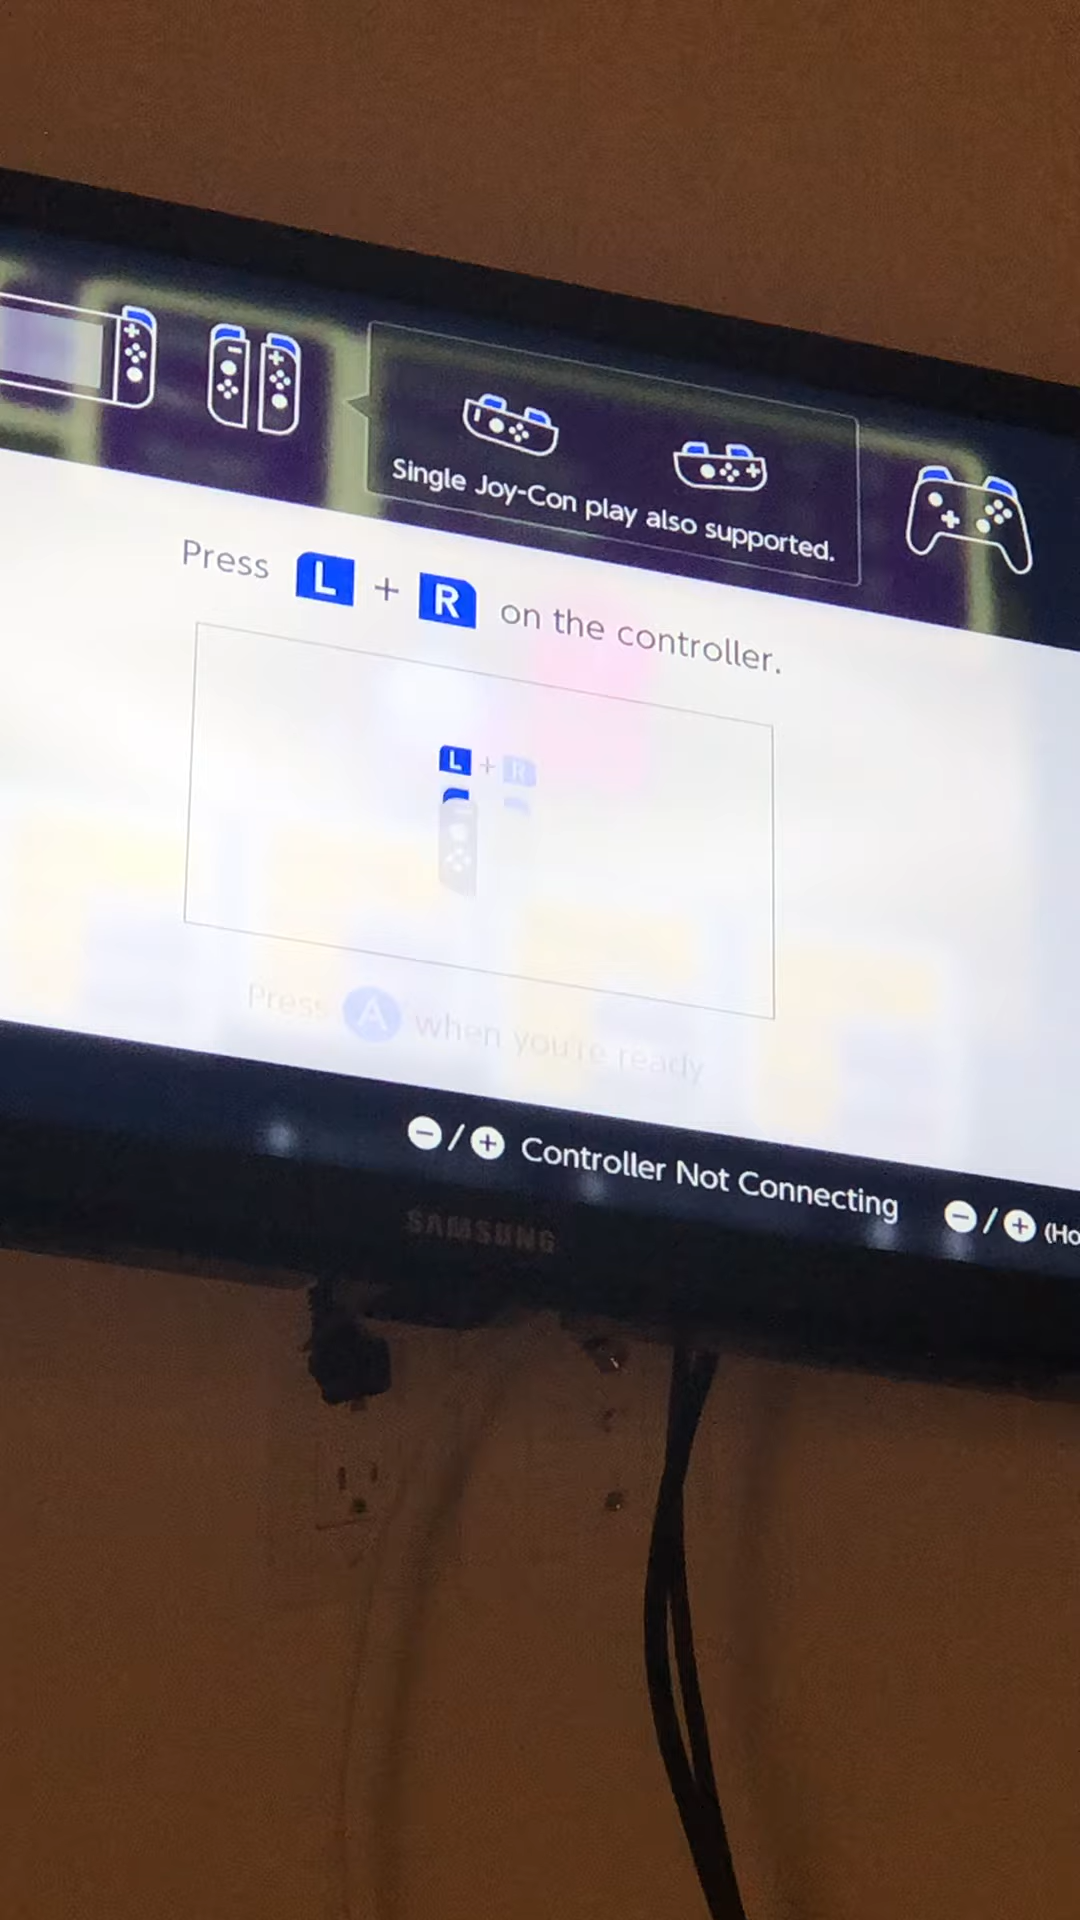 Single Joy-Con play also supported.
Press L + R on the controller.
L + R
Press A when you're ready
−/+ Controller Not Connecting −/+ (Ho
SAMSUNG